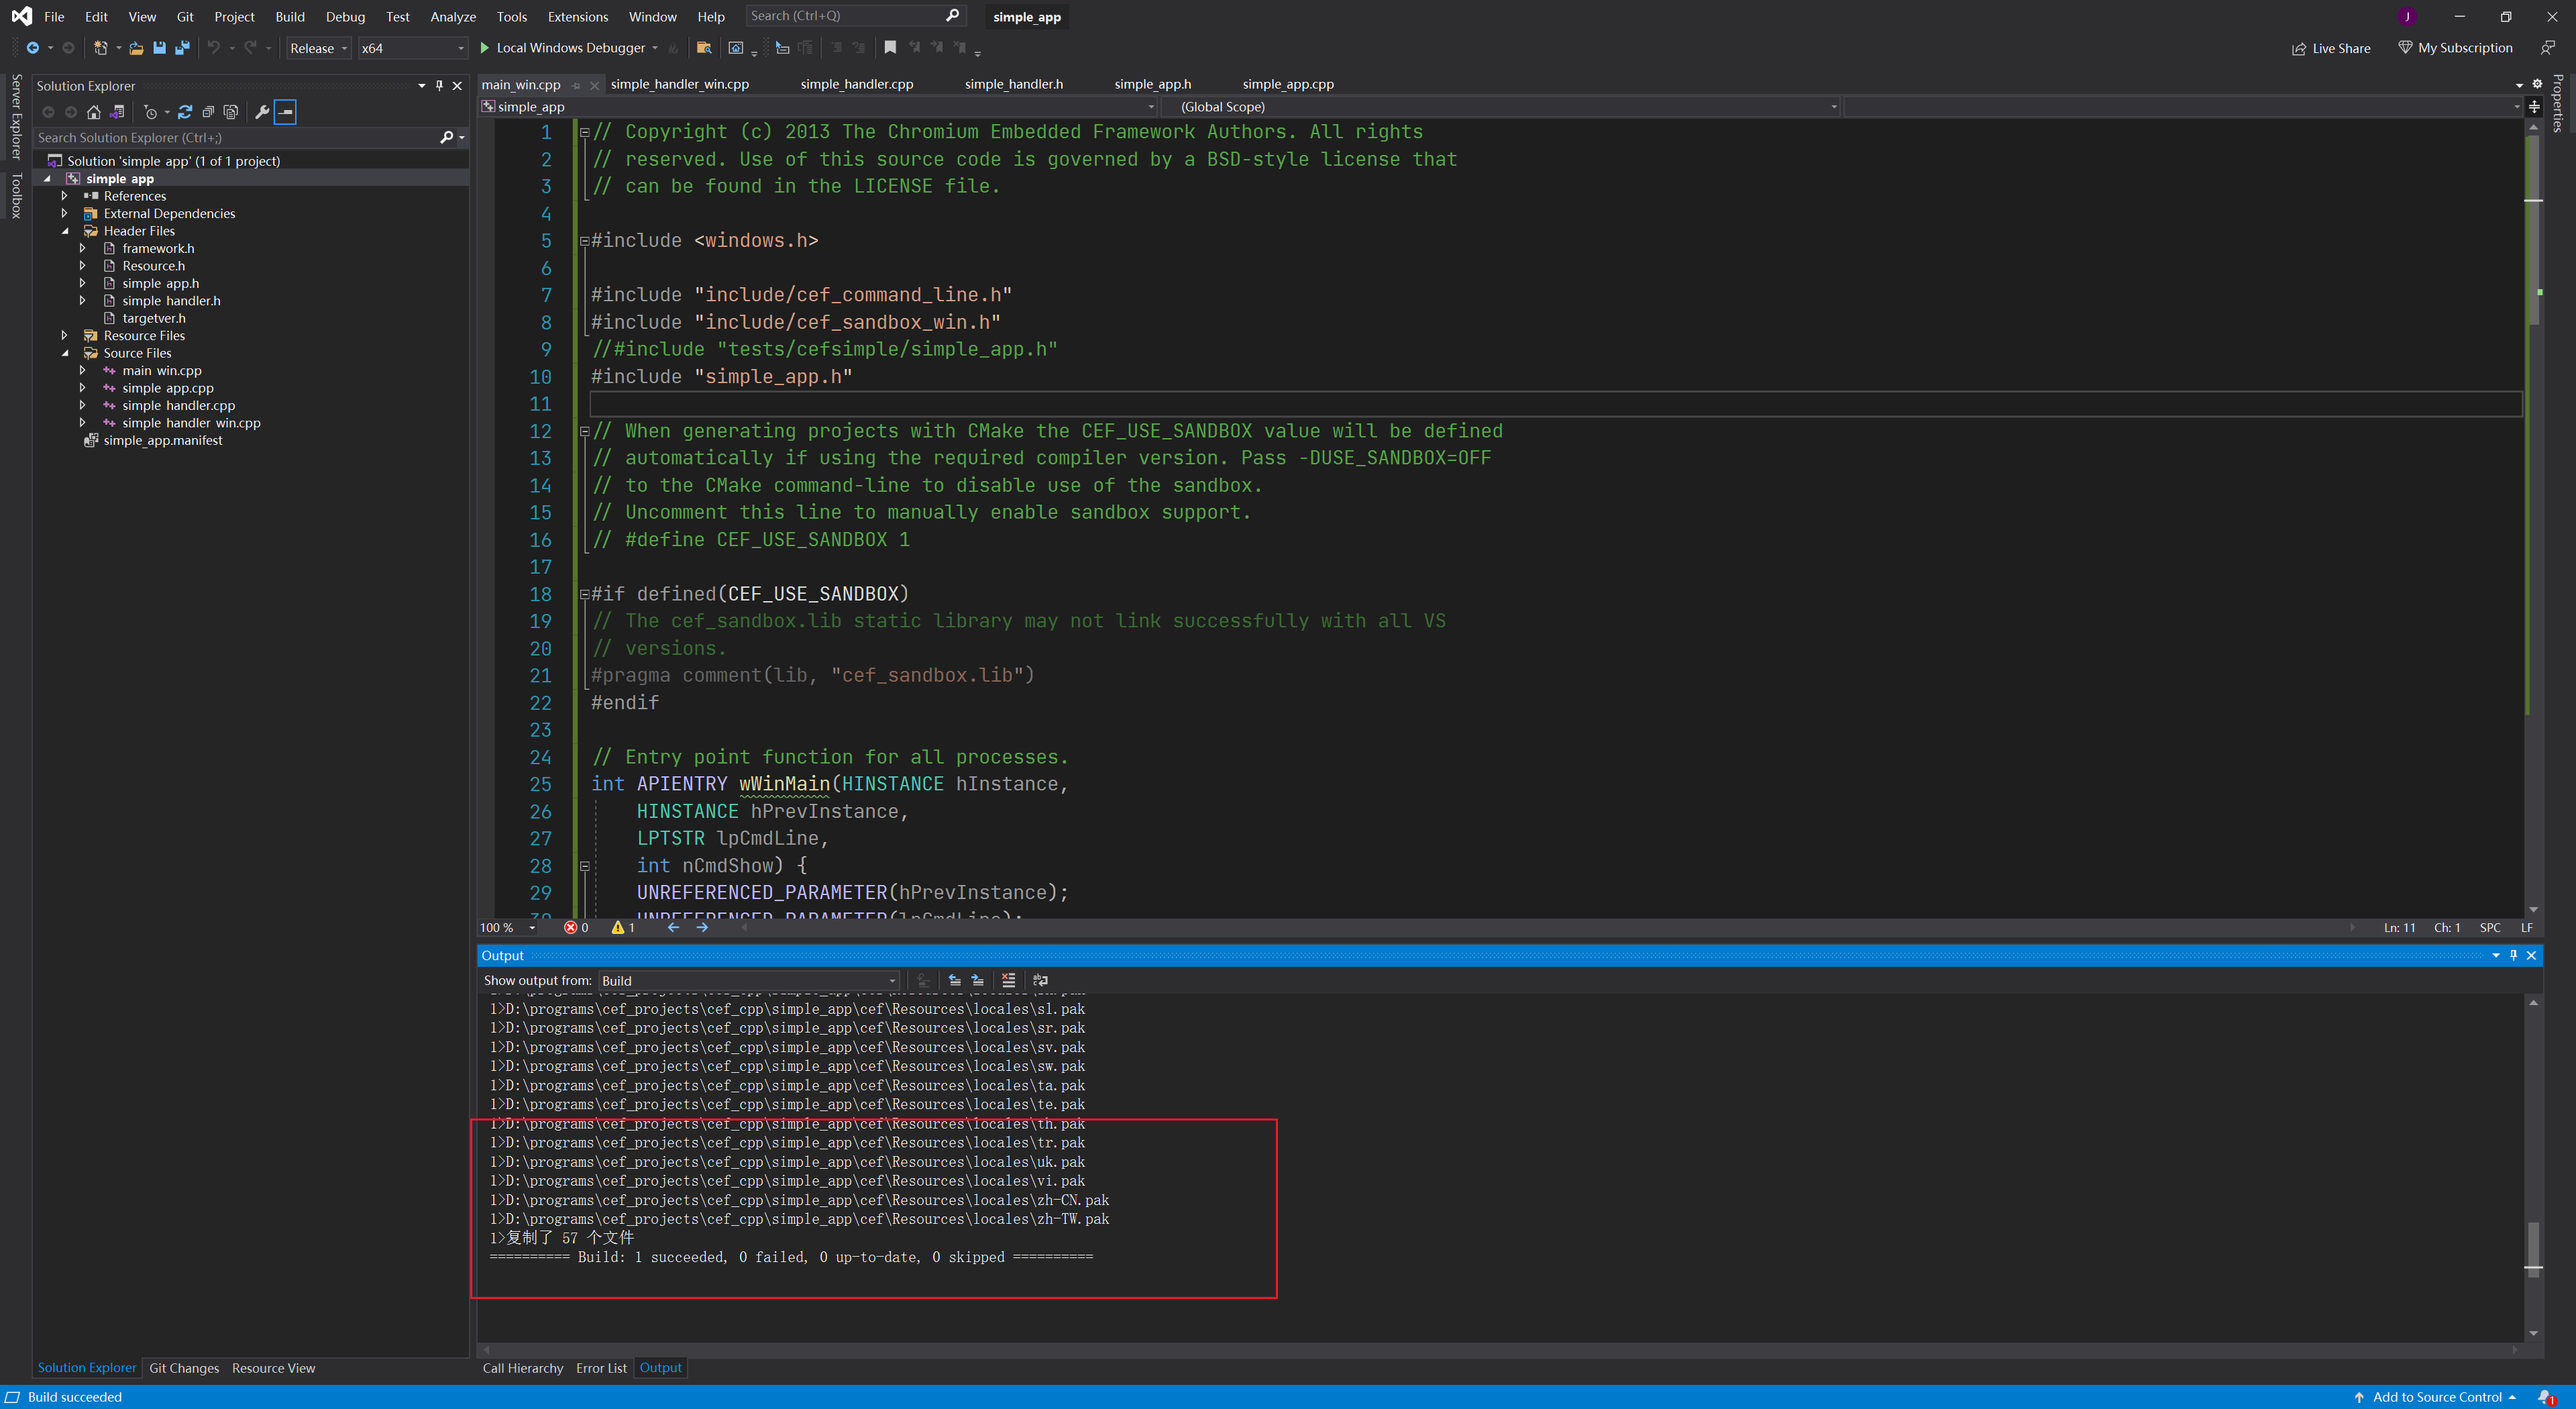 File Edit View Git Project Build Debug Test Analyze Tools Extensions Window Help Search (Ctrl+Q) simple_app J
Release x64 Local Windows Debugger Live Share My Subscription
Server Explorer
Toolbox
Solution Explorer
Search Solution Explorer (Ctrl+;)
Solution 'simple_app' (1 of 1 project)
simple_app
References
External Dependencies
Header Files
framework.h
Resource.h
simple_app.h
simple_handler.h
targetver.h
Resource Files
Source Files
main_win.cpp
simple_app.cpp
simple_handler.cpp
simple_handler_win.cpp
simple_app.manifest
Solution Explorer Git Changes Resource View
main_win.cpp simple_handler_win.cpp simple_handler.cpp simple_handler.h simple_app.h simple_app.cpp
simple_app (Global Scope)
Properties
1 // Copyright (c) 2013 The Chromium Embedded Framework Authors. All rights
2 // reserved. Use of this source code is governed by a BSD-style license that
3 // can be found in the LICENSE file.
4
5 #include <windows.h>
6
7 #include "include/cef_command_line.h"
8 #include "include/cef_sandbox_win.h"
9 //#include "tests/cefsimple/simple_app.h"
10 #include "simple_app.h"
11
12 // When generating projects with CMake the CEF_USE_SANDBOX value will be defined
13 // automatically if using the required compiler version. Pass -DUSE_SANDBOX=OFF
14 // to the CMake command-line to disable use of the sandbox.
15 // Uncomment this line to manually enable sandbox support.
16 // #define CEF_USE_SANDBOX 1
17
18 #if defined(CEF_USE_SANDBOX)
19 // The cef_sandbox.lib static library may not link successfully with all VS
20 // versions.
21 #pragma comment(lib, "cef_sandbox.lib")
22 #endif
23
24 // Entry point function for all processes.
25 int APIENTRY wWinMain(HINSTANCE hInstance,
26 HINSTANCE hPrevInstance,
27 LPTSTR lpCmdLine,
28 int nCmdShow) {
29 UNREFERENCED_PARAMETER(hPrevInstance);
30 UNREFERENCED_PARAMETER(lpCmdLine);
100 % 0 1 Ln: 11 Ch: 1 SPC LF
Output
Show output from: Build
1>D:\programs\cef_projects\cef_cpp\simple_app\cef\Resources\locales\sl.pak
1>D:\programs\cef_projects\cef_cpp\simple_app\cef\Resources\locales\sr.pak
1>D:\programs\cef_projects\cef_cpp\simple_app\cef\Resources\locales\sv.pak
1>D:\programs\cef_projects\cef_cpp\simple_app\cef\Resources\locales\sw.pak
1>D:\programs\cef_projects\cef_cpp\simple_app\cef\Resources\locales\ta.pak
1>D:\programs\cef_projects\cef_cpp\simple_app\cef\Resources\locales\te.pak
1>D:\programs\cef_projects\cef_cpp\simple_app\cef\Resources\locales\th.pak
1>D:\programs\cef_projects\cef_cpp\simple_app\cef\Resources\locales\tr.pak
1>D:\programs\cef_projects\cef_cpp\simple_app\cef\Resources\locales\uk.pak
1>D:\programs\cef_projects\cef_cpp\simple_app\cef\Resources\locales\vi.pak
1>D:\programs\cef_projects\cef_cpp\simple_app\cef\Resources\locales\zh-CN.pak
1>D:\programs\cef_projects\cef_cpp\simple_app\cef\Resources\locales\zh-TW.pak
1>复制了 57 个文件
========== Build: 1 succeeded, 0 failed, 0 up-to-date, 0 skipped ==========
Call Hierarchy Error List Output
Build succeeded Add to Source Control 1